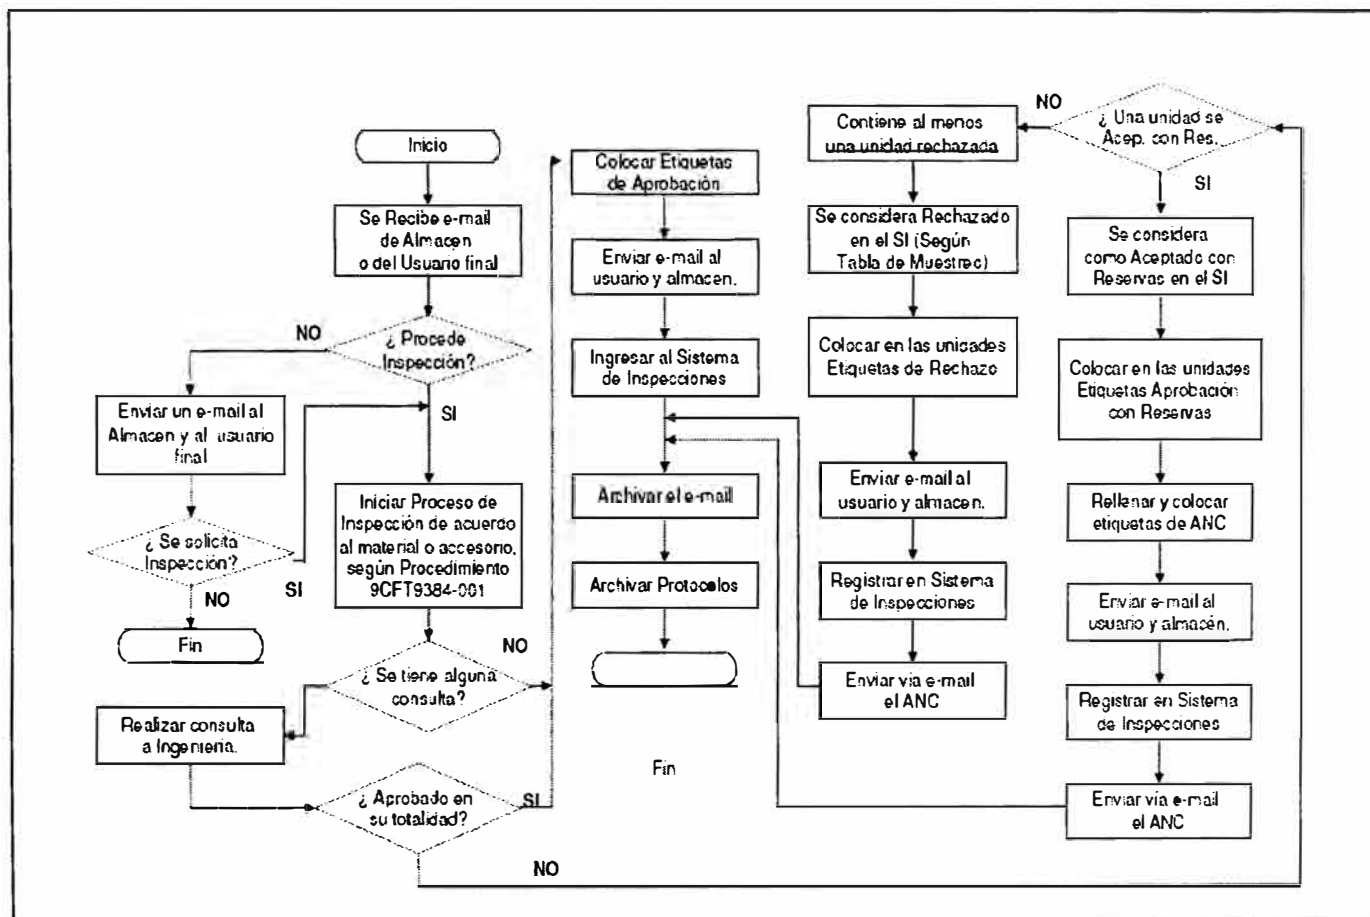 Inicio
Se Recibe e-mail
de Almacen
o del Usuario final
¿ Procede
Inspección?
NO
SI
Enviar un e-mail al
Almacen y al usuario
final
¿ Se solicita
Inspección?
SI
NO
Fin
Iniciar Proceso de
Inspección de acuerdo
al material o accesorio,
según Procedimiento
9CFT9384-001
¿ Se tiene alguna
consulta?
NO
Realizar consulta
a Ingenieria.
¿ Aprobado en
su totalidad?
SI
NO
Colocar Etiquetas
de Aprobación
Enviar e-mail al
usuario y almacen.
Ingresar al Sistema
de Inspecciones
Archivar el e-mail
Archivar Protocolos
Fin
¿ Una unidad se
Acep. con Res.
NO
SI
Contiene al menos
una unidad rechazada
Se considera Rechazado
en el SI (Según
Tabla de Muestreo)
Colocar en las unidades
Etiquetas de Rechazo
Enviar e-mail al
usuario y almacen.
Registrar en Sistema
de Inspecciones
Enviar via e-mail
el ANC
Se considera
como Aceptado con
Reservas en el SI
Colocar en las unidades
Etiquetas Aprobación
con Reservas
Rellenar y colocar
etiquetas de ANC
Enviar e-mail al
usuario y almacén.
Registrar en Sistema
de Inspecciones
Enviar via e-mail
el ANC